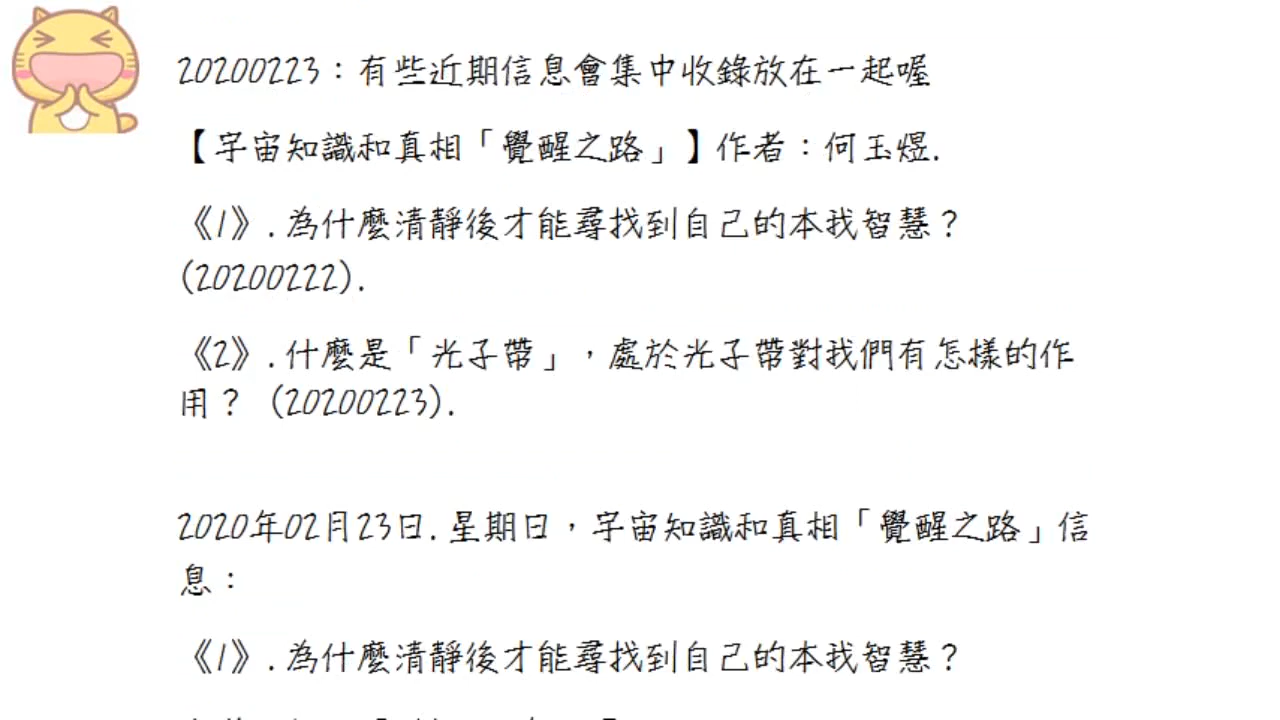 20200223：有些近期信息會集中收錄放在一起喔
【宇宙知識和真相「覺醒之路」】作者：何玉煜.
《1》.為什麼清靜後才能尋找到自己的本我智慧？
(20200222).
《2》.什麼是「光子帶」，處於光子帶對我們有怎樣的作
用？ (20200223).
2020年02月23日.星期日，宇宙知識和真相「覺醒之路」信
息：
《1》.為什麼清靜後才能尋找到自己的本我智慧？